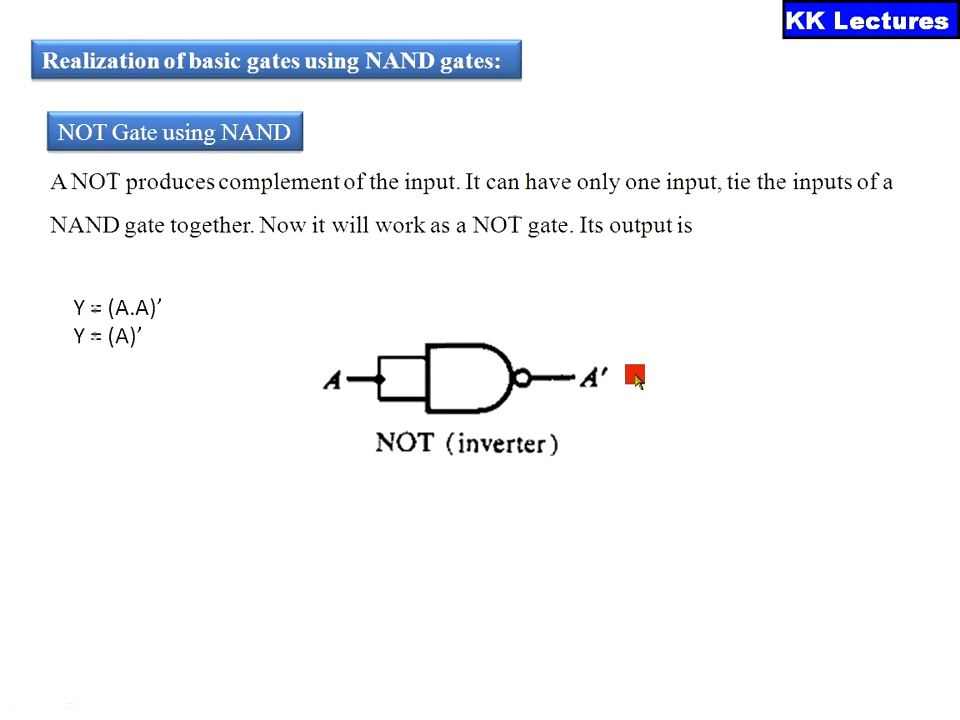 KK Lectures
Realization of basic gates using NAND gates:
NOT Gate using NAND
A NOT produces complement of the input. It can have only one input, tie the inputs of a
NAND gate together. Now it will work as a NOT gate. Its output is
Y = (A.A)’
Y = (A)’
A A'
NOT (inverter)